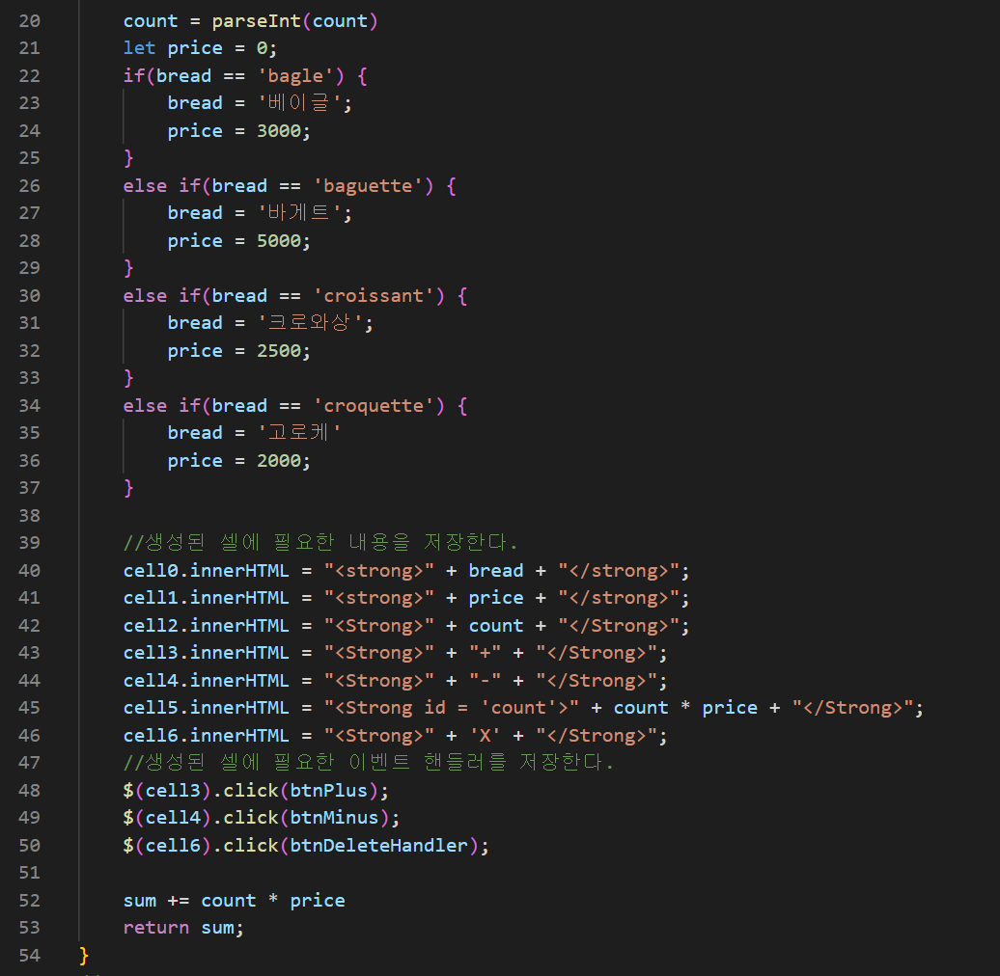 20 count = parseInt(count)
21 let price = 0;
22 if(bread == 'bagle') {
23 bread = '베이글';
24 price = 3000;
25 }
26 else if(bread == 'baguette') {
27 bread = '바게트';
28 price = 5000;
29 }
30 else if(bread == 'croissant') {
31 bread = '크로와상';
32 price = 2500;
33 }
34 else if(bread == 'croquette') {
35 bread = '고로케'
36 price = 2000;
37 }
38
39 //생성된 셀에 필요한 내용을 저장한다.
40 cell0.innerHTML = "<strong>" + bread + "</strong>";
41 cell1.innerHTML = "<strong>" + price + "</strong>";
42 cell2.innerHTML = "<Strong>" + count + "</Strong>";
43 cell3.innerHTML = "<Strong>" + "+" + "</Strong>";
44 cell4.innerHTML = "<Strong>" + "-" + "</Strong>";
45 cell5.innerHTML = "<Strong id = 'count'>" + count * price + "</Strong>";
46 cell6.innerHTML = "<Strong>" + 'X' + "</Strong>";
47 //생성된 셀에 필요한 이벤트 핸들러를 저장한다.
48 $(cell3).click(btnPlus);
49 $(cell4).click(btnMinus);
50 $(cell6).click(btnDeleteHandler);
51
52 sum += count * price
53 return sum;
54 }